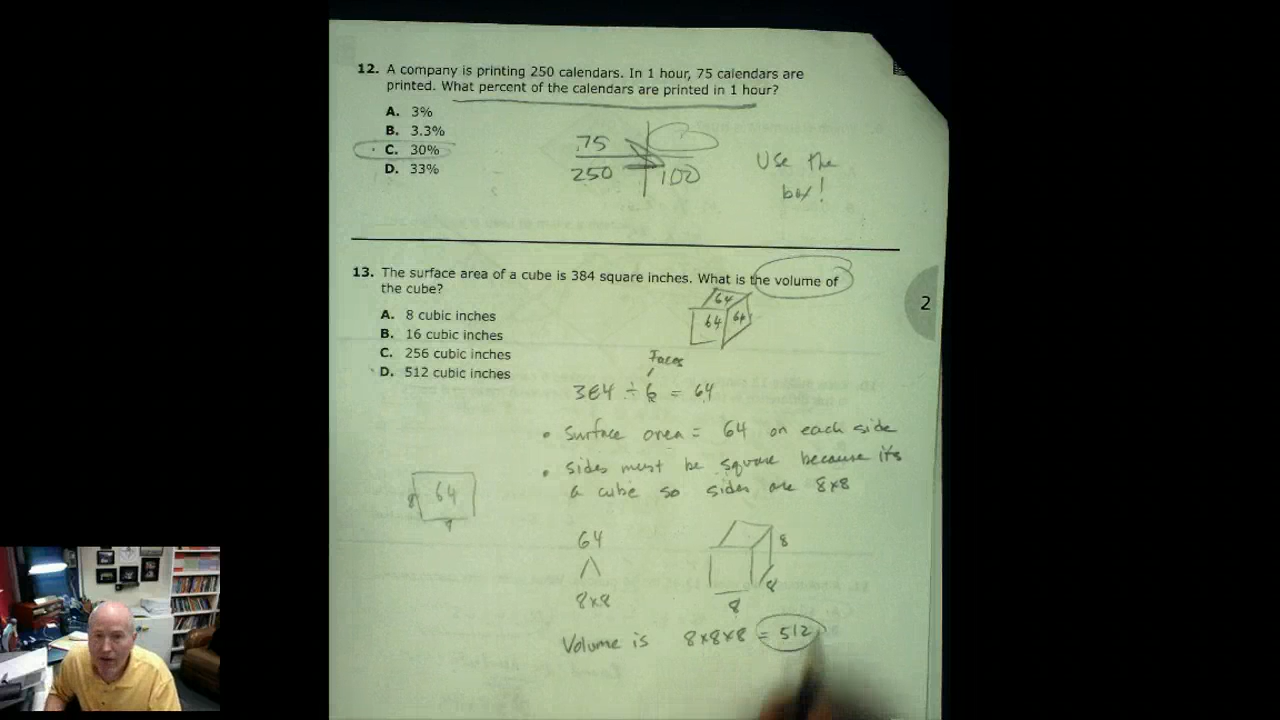 12. A company is printing 250 calendars. In 1 hour, 75 calendars are
printed. What percent of the calendars are printed in 1 hour?
A. 3%
B. 3.3%
C. 30%
D. 33%
75
250 100
Use the
box!
13. The surface area of a cube is 384 square inches. What is the volume of
the cube?
A. 8 cubic inches
B. 16 cubic inches
C. 256 cubic inches
D. 512 cubic inches
64
64 64
2
Faces
384 ÷ 6 = 64
• Surface area = 64 on each side
• Sides must be square because its
a cube so sides are 8x8
8 64
64
8x8
8
8
8
Volume is 8x8x8 = 512